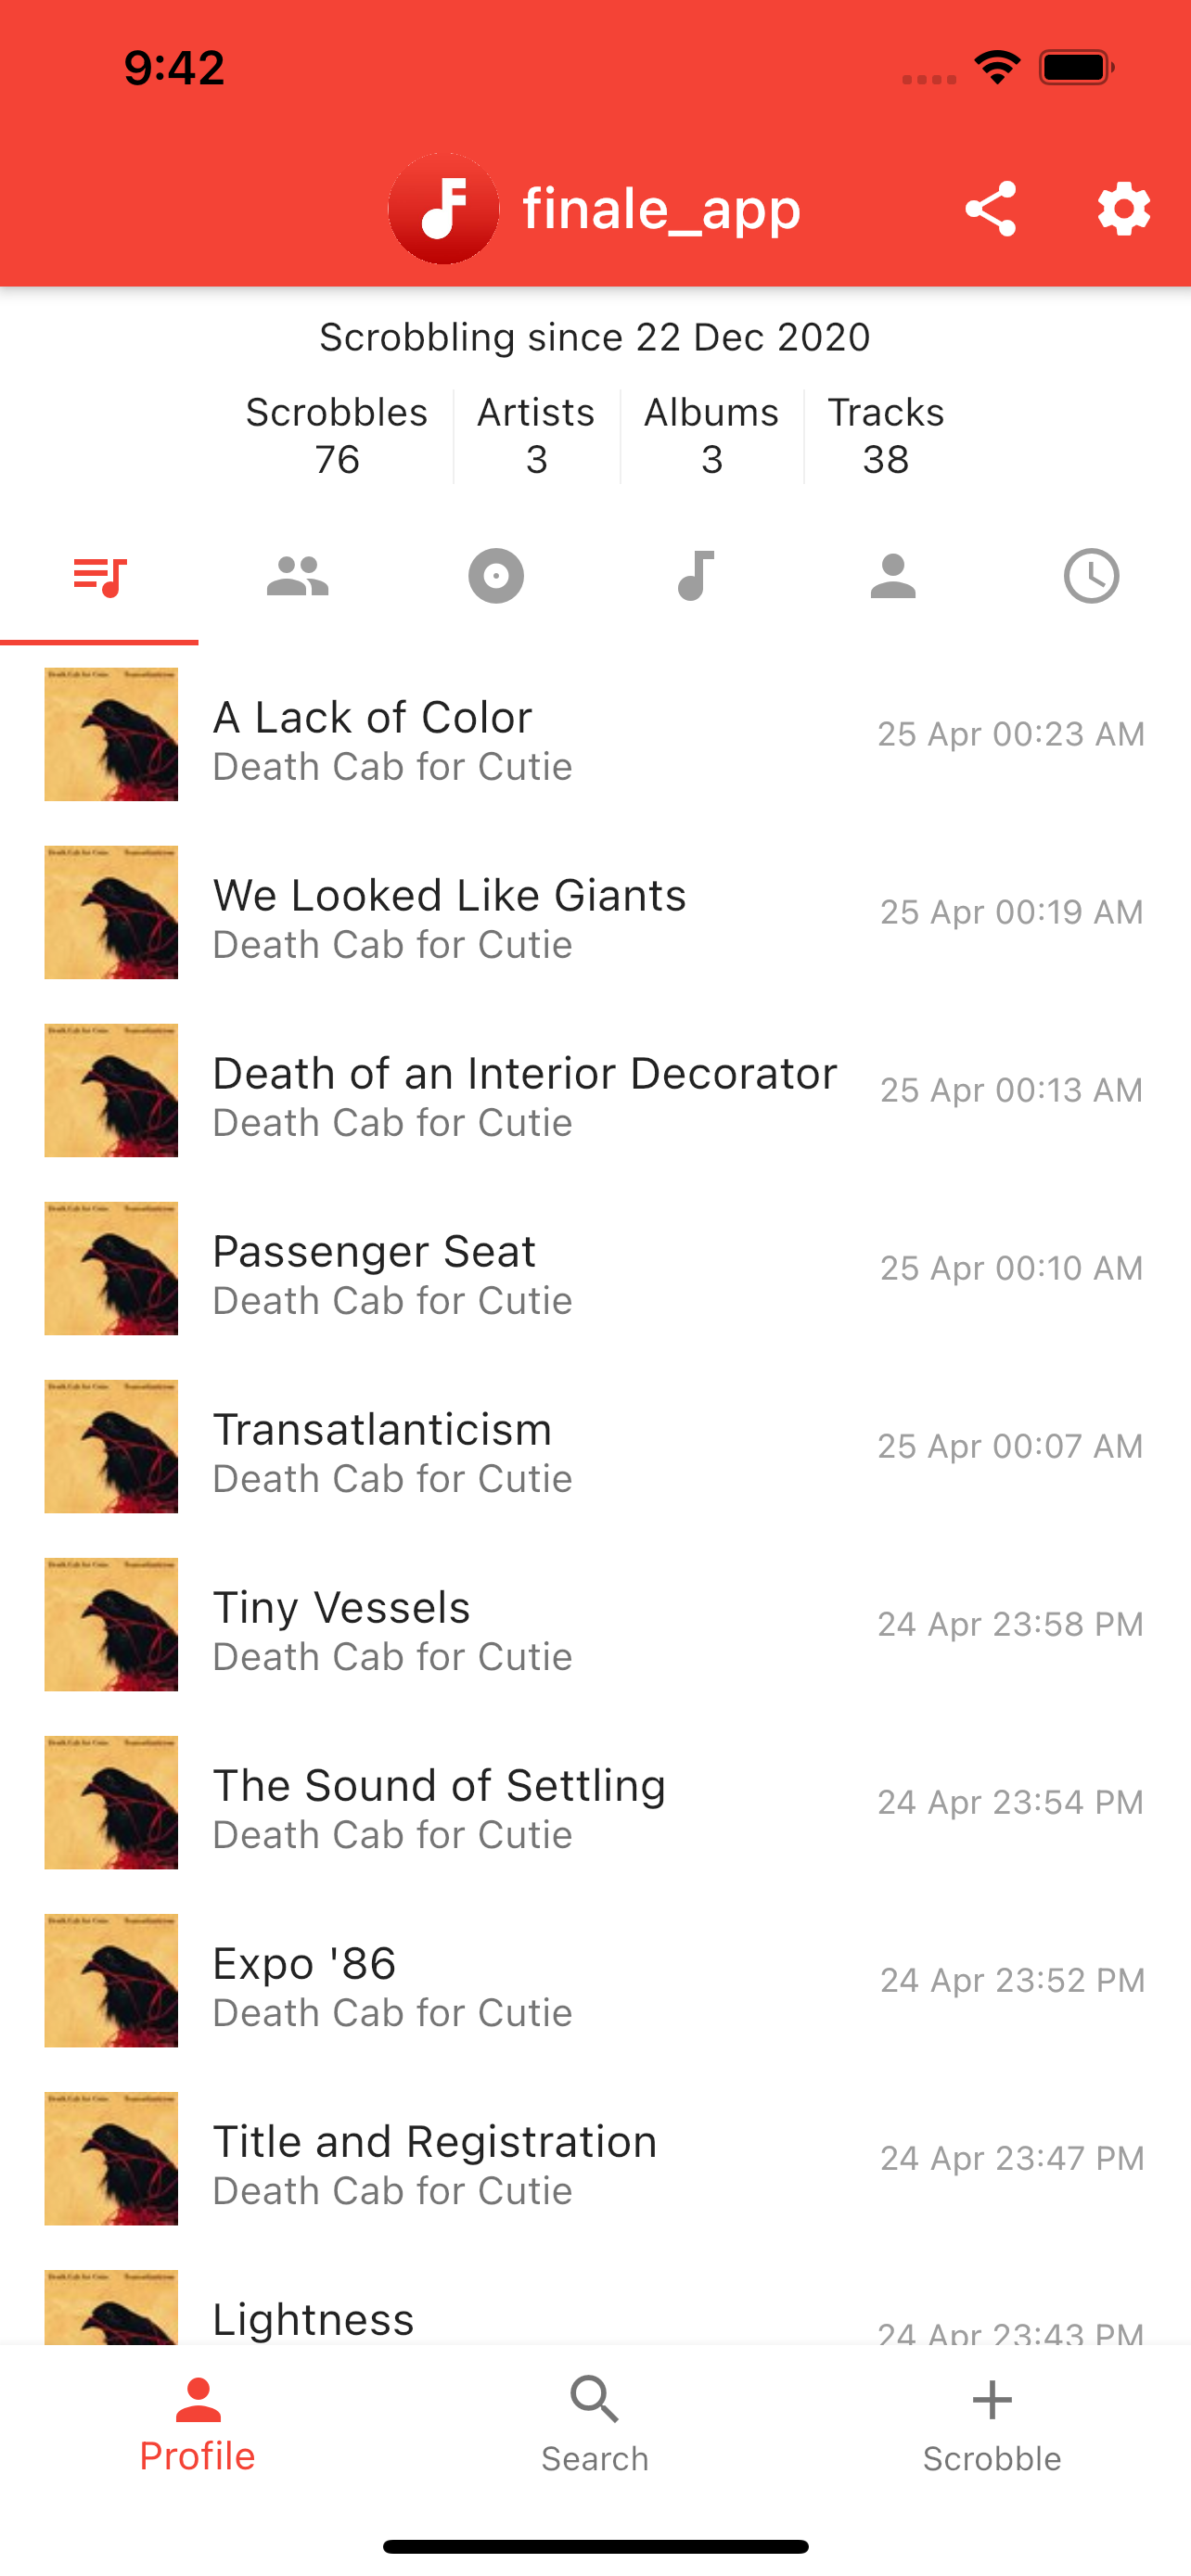 9:42
finale_app
Scrobbling since 22 Dec 2020
Scrobbles Artists Albums Tracks
76 3 3 38
A Lack of Color
Death Cab for Cutie
25 Apr 00:23 AM
We Looked Like Giants
Death Cab for Cutie
25 Apr 00:19 AM
Death of an Interior Decorator
Death Cab for Cutie
25 Apr 00:13 AM
Passenger Seat
Death Cab for Cutie
25 Apr 00:10 AM
Transatlanticism
Death Cab for Cutie
25 Apr 00:07 AM
Tiny Vessels
Death Cab for Cutie
24 Apr 23:58 PM
The Sound of Settling
Death Cab for Cutie
24 Apr 23:54 PM
Expo '86
Death Cab for Cutie
24 Apr 23:52 PM
Title and Registration
Death Cab for Cutie
24 Apr 23:47 PM
Lightness
24 Apr 23:43 PM
Profile
Search
Scrobble